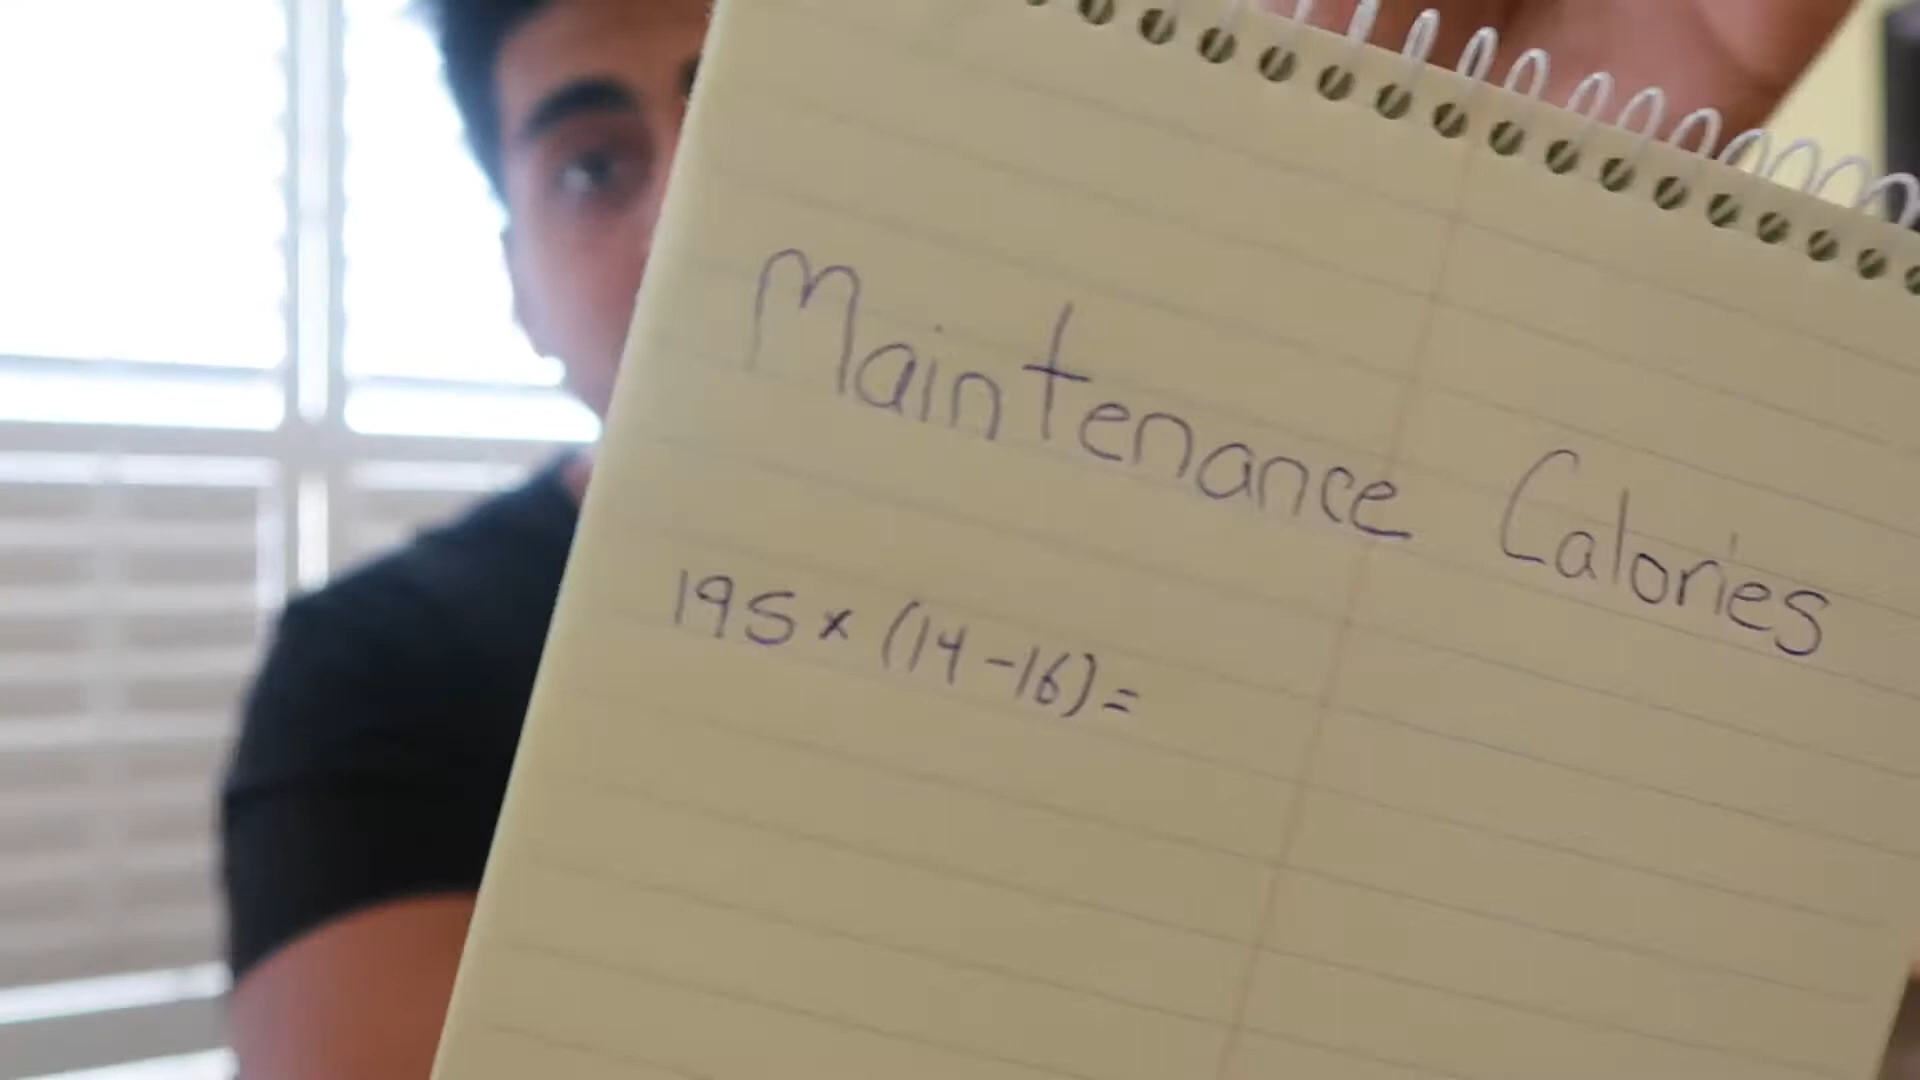 Maintenance Calories
195 × (14-16) =